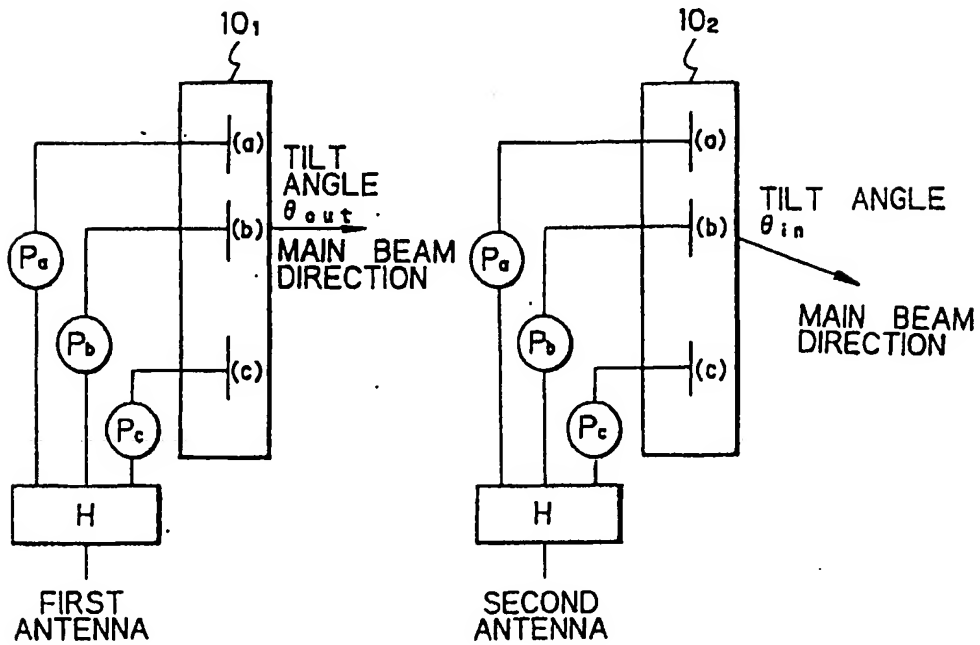 10₁
(a)
TILT
ANGLE
θout
(b)
MAIN BEAM
DIRECTION
Pa
Pb
(c)
Pc
H
FIRST
ANTENNA
10₂
(a)
TILT ANGLE
θin
(b)
Pa
MAIN BEAM
DIRECTION
Pb
(c)
Pc
H
SECOND
ANTENNA